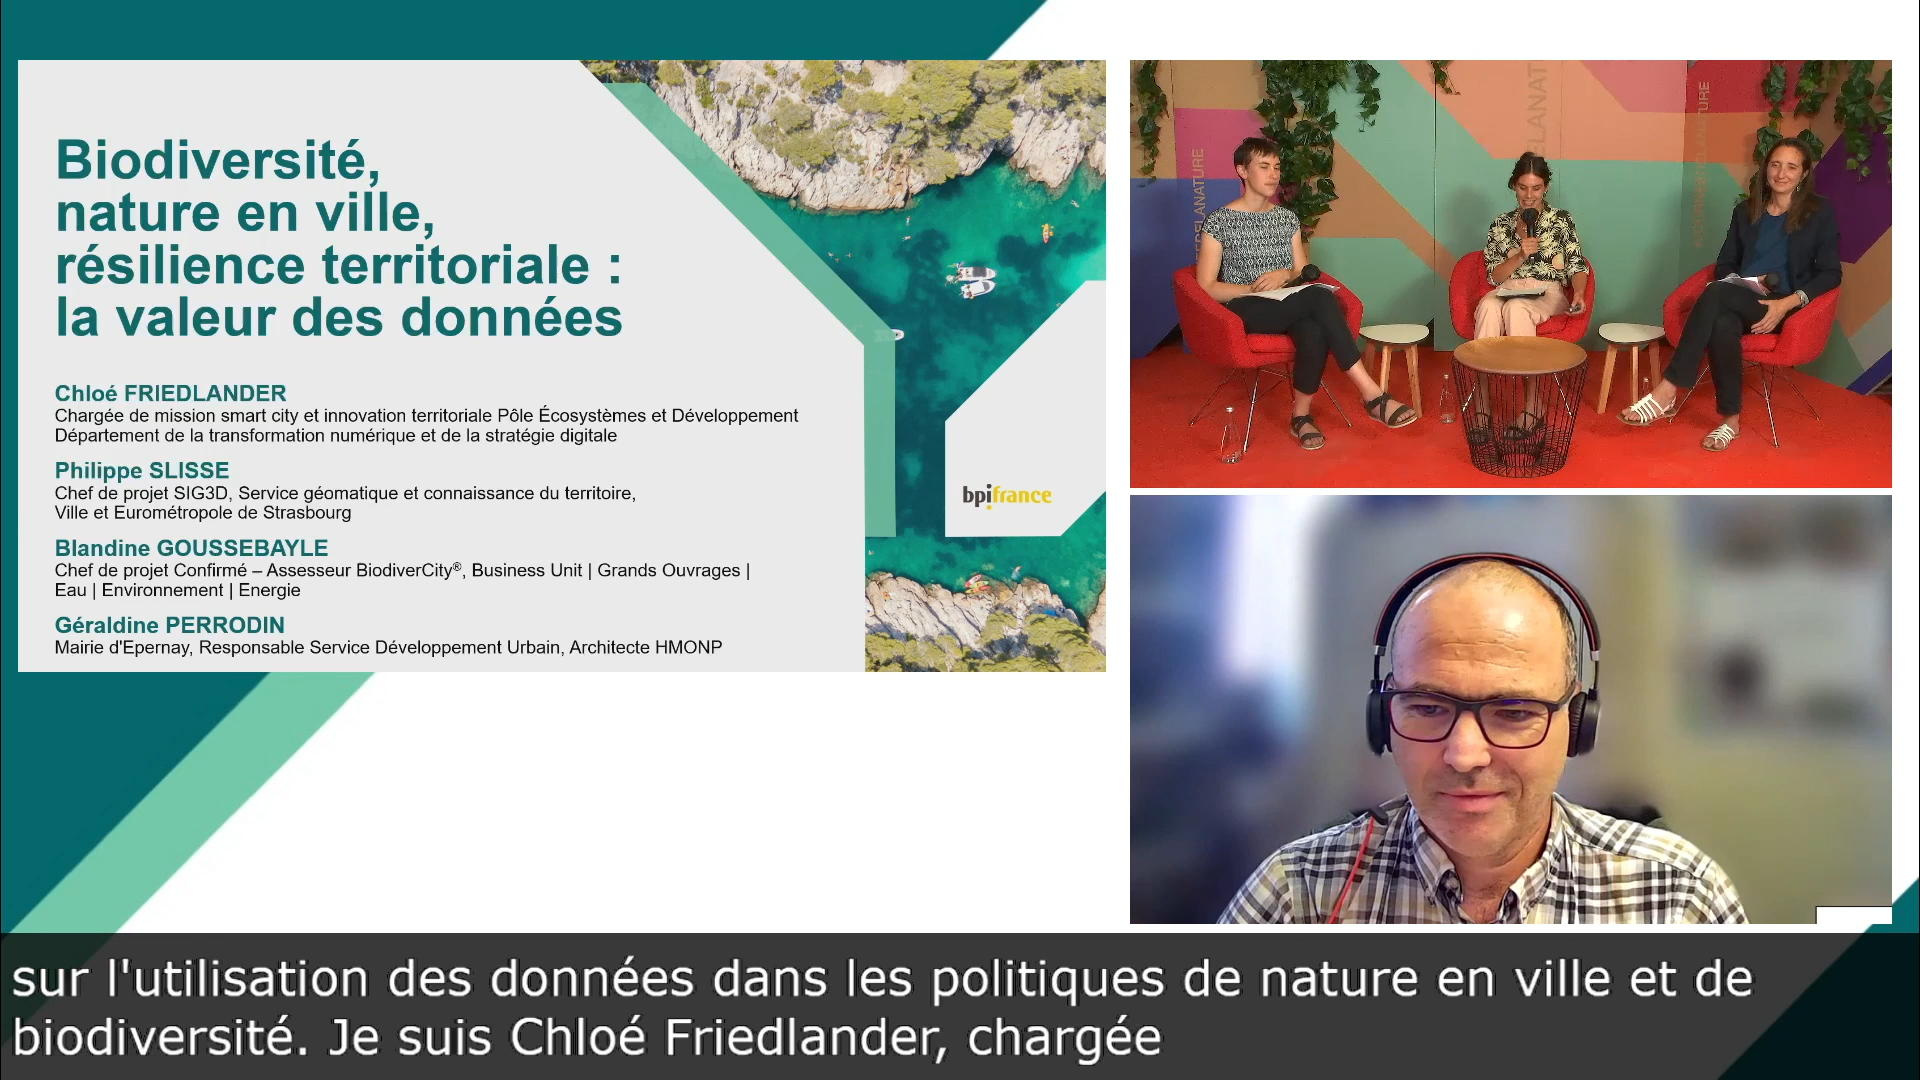 Biodiversité,
nature en ville,
résilience territoriale :
la valeur des données
Chloé FRIEDLANDER
Chargée de mission smart city et innovation territoriale Pôle Écosystèmes et Développement
Département de la transformation numérique et de la stratégie digitale
Philippe SLISSE
Chef de projet SIG3D, Service géomatique et connaissance du territoire,
Ville et Eurométropole de Strasbourg
Blandine GOUSSEBAYLE
Chef de projet Confirmé – Assesseur BiodiverCity®, Business Unit | Grands Ouvrages |
Eau | Environnement | Energie
Géraldine PERRODIN
Mairie d'Epernay, Responsable Service Développement Urbain, Architecte HMONP
bpifrance
sur l'utilisation des données dans les politiques de nature en ville et de
biodiversité. Je suis Chloé Friedlander, chargée